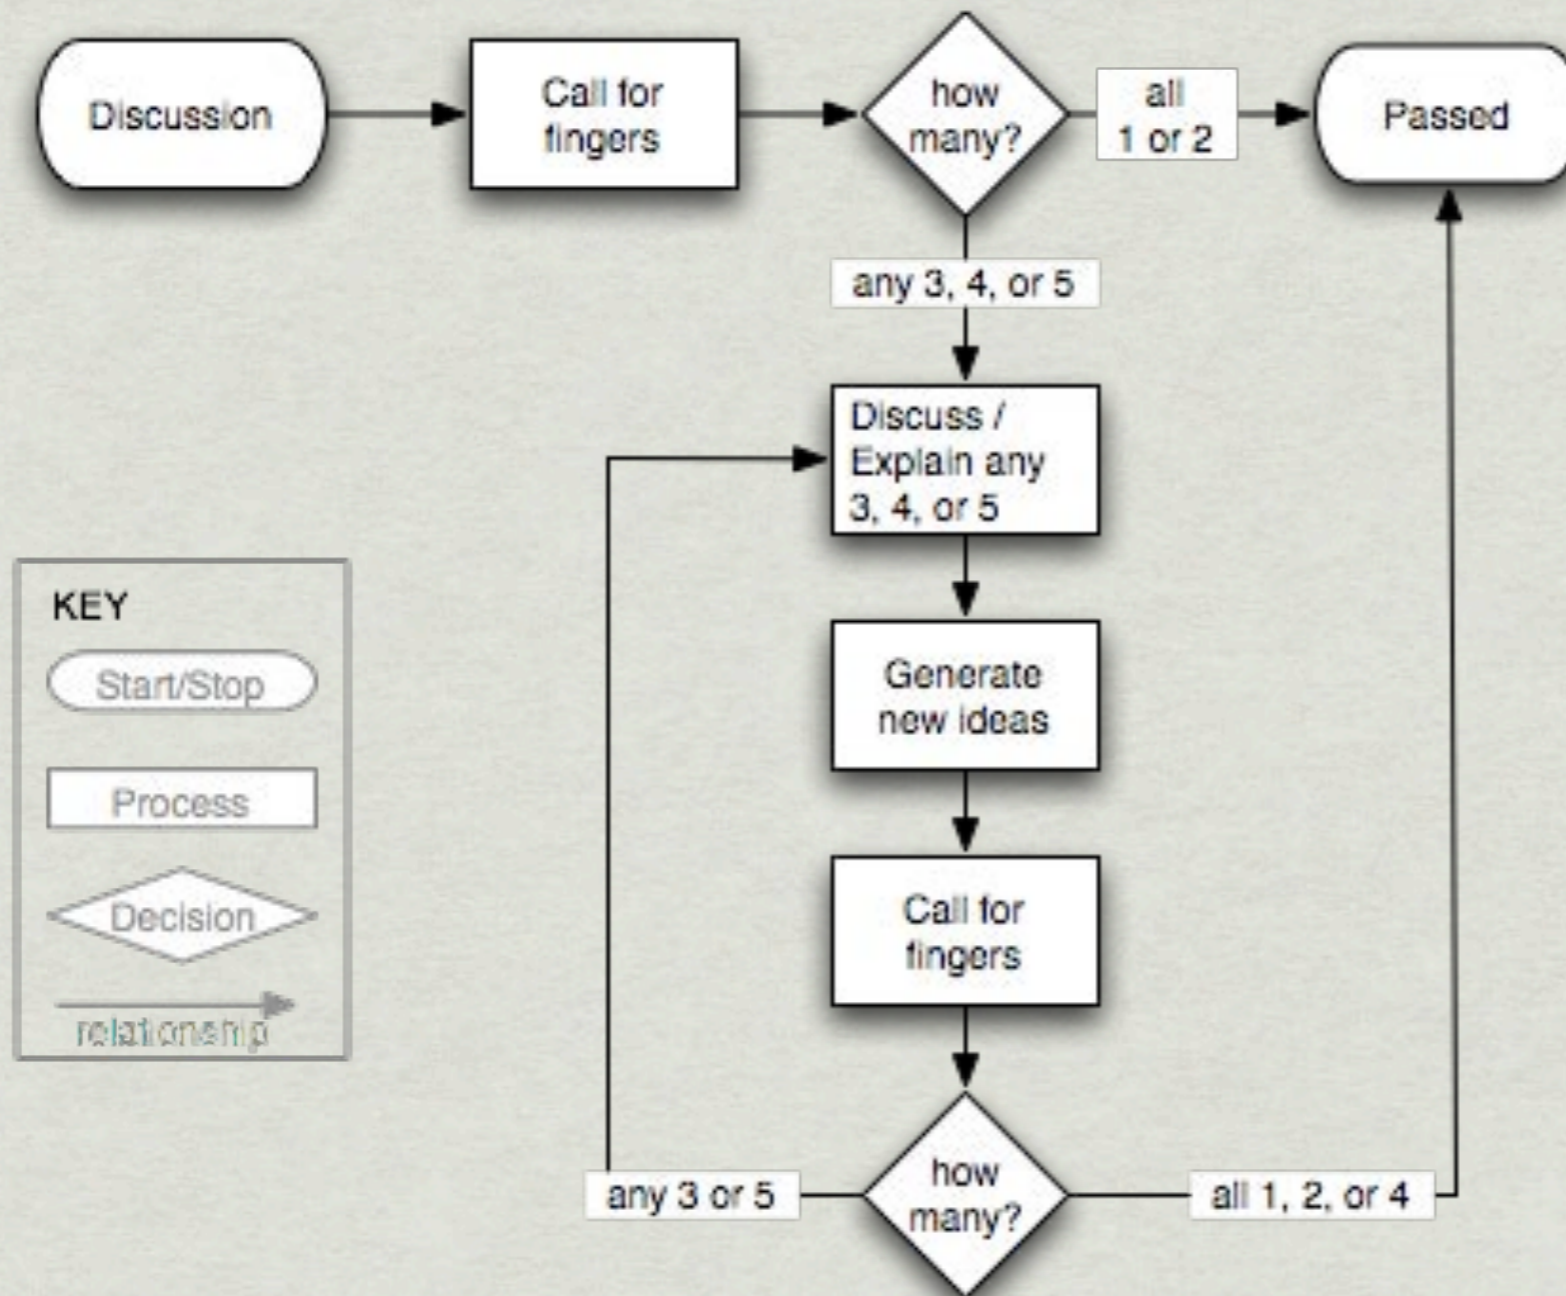 Discussion
Call for
fingers
how
many?
all
1 or 2
Passed
any 3, 4, or 5
Discuss /
Explain any
3, 4, or 5
Generate
new ideas
Call for
fingers
how
many?
any 3 or 5
all 1, 2, or 4
KEY
Start/Stop
Process
Decision
relationship